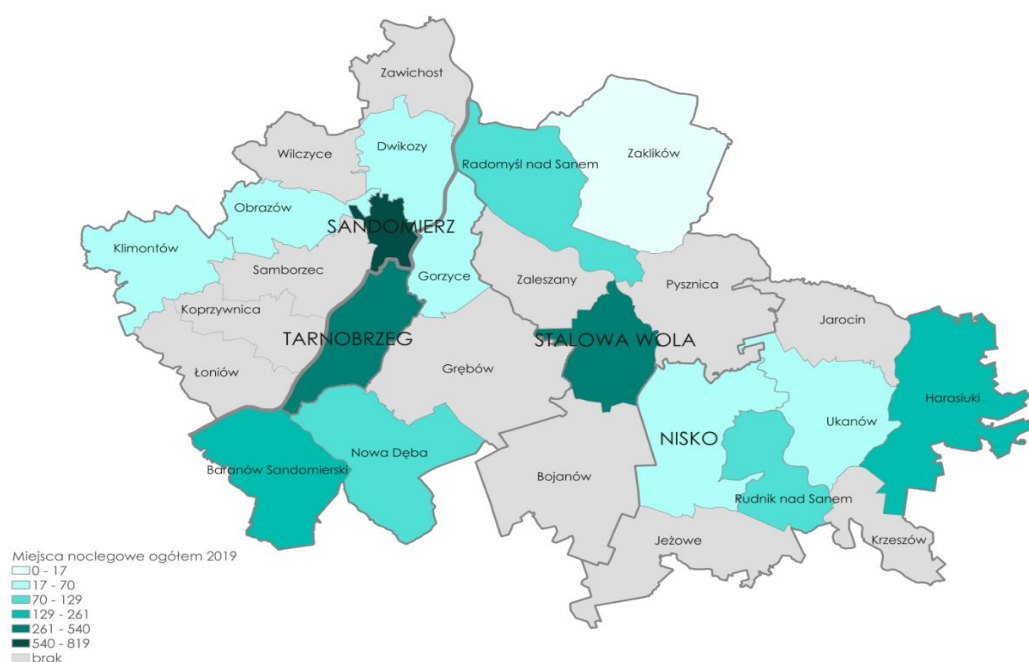 Zawichost
Dwikozy
Wilczyce
Radomyśl nad Sanem
Zaklików
Obrazów
SANDOMIERZ
Klimontów
Samborzec
Gorzyce
Zaleszany
Pysznica
Koprzywnica
Jarocin
TARNOBRZEG
STALOWA WOLA
Łoniów
Grębów
Harasiuki
Ukanów
NISKO
Nowa Dęba
Baranów Sandomierski
Bojanów
Rudnik nad Sanem
Jeżowe
Krzeszów
Miejsca noclegowe ogółem 2019
0 - 17
17 - 70
70 - 129
129 - 261
261 - 540
540 - 819
brak